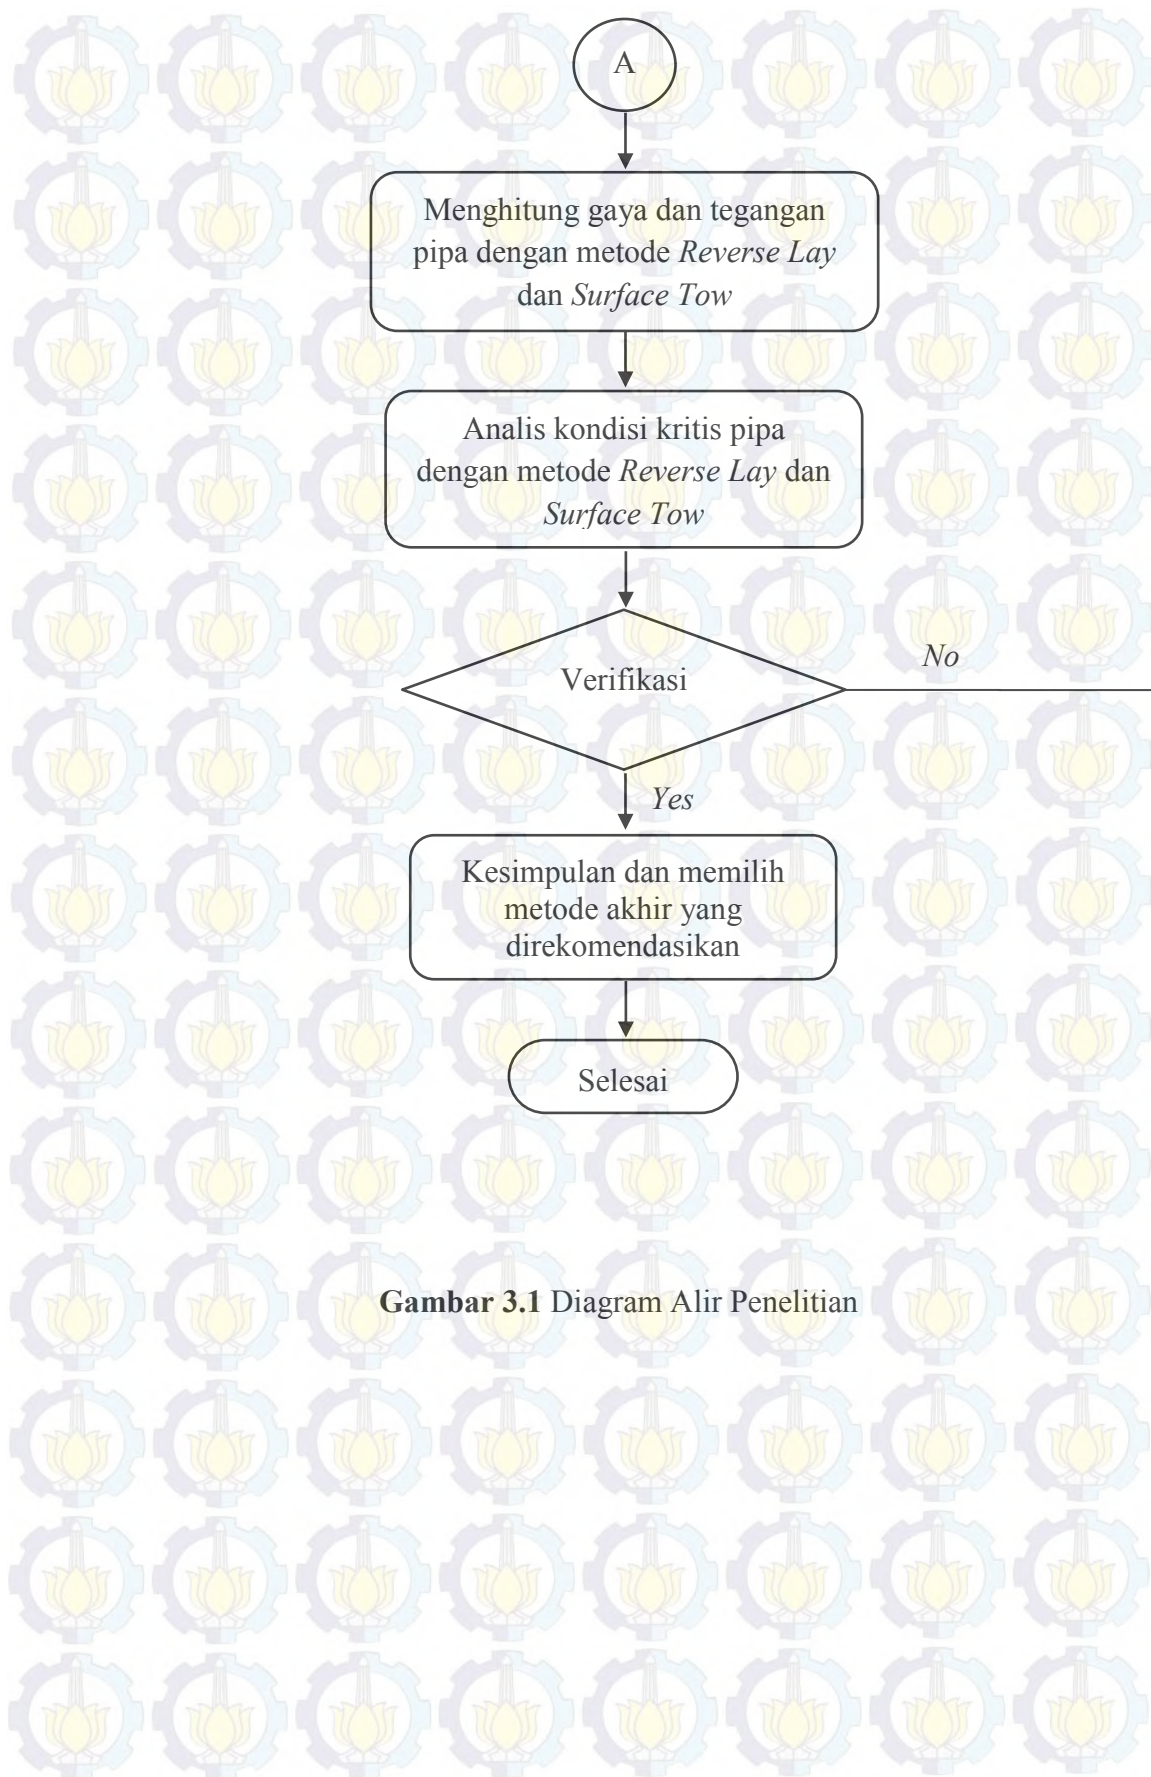 A
Menghitung gaya dan tegangan
pipa dengan metode Reverse Lay
dan Surface Tow
Analis kondisi kritis pipa
dengan metode Reverse Lay dan
Surface Tow
Verifikasi
No
Yes
Kesimpulan dan memilih
metode akhir yang
direkomendasikan
Selesai
Gambar 3.1 Diagram Alir Penelitian